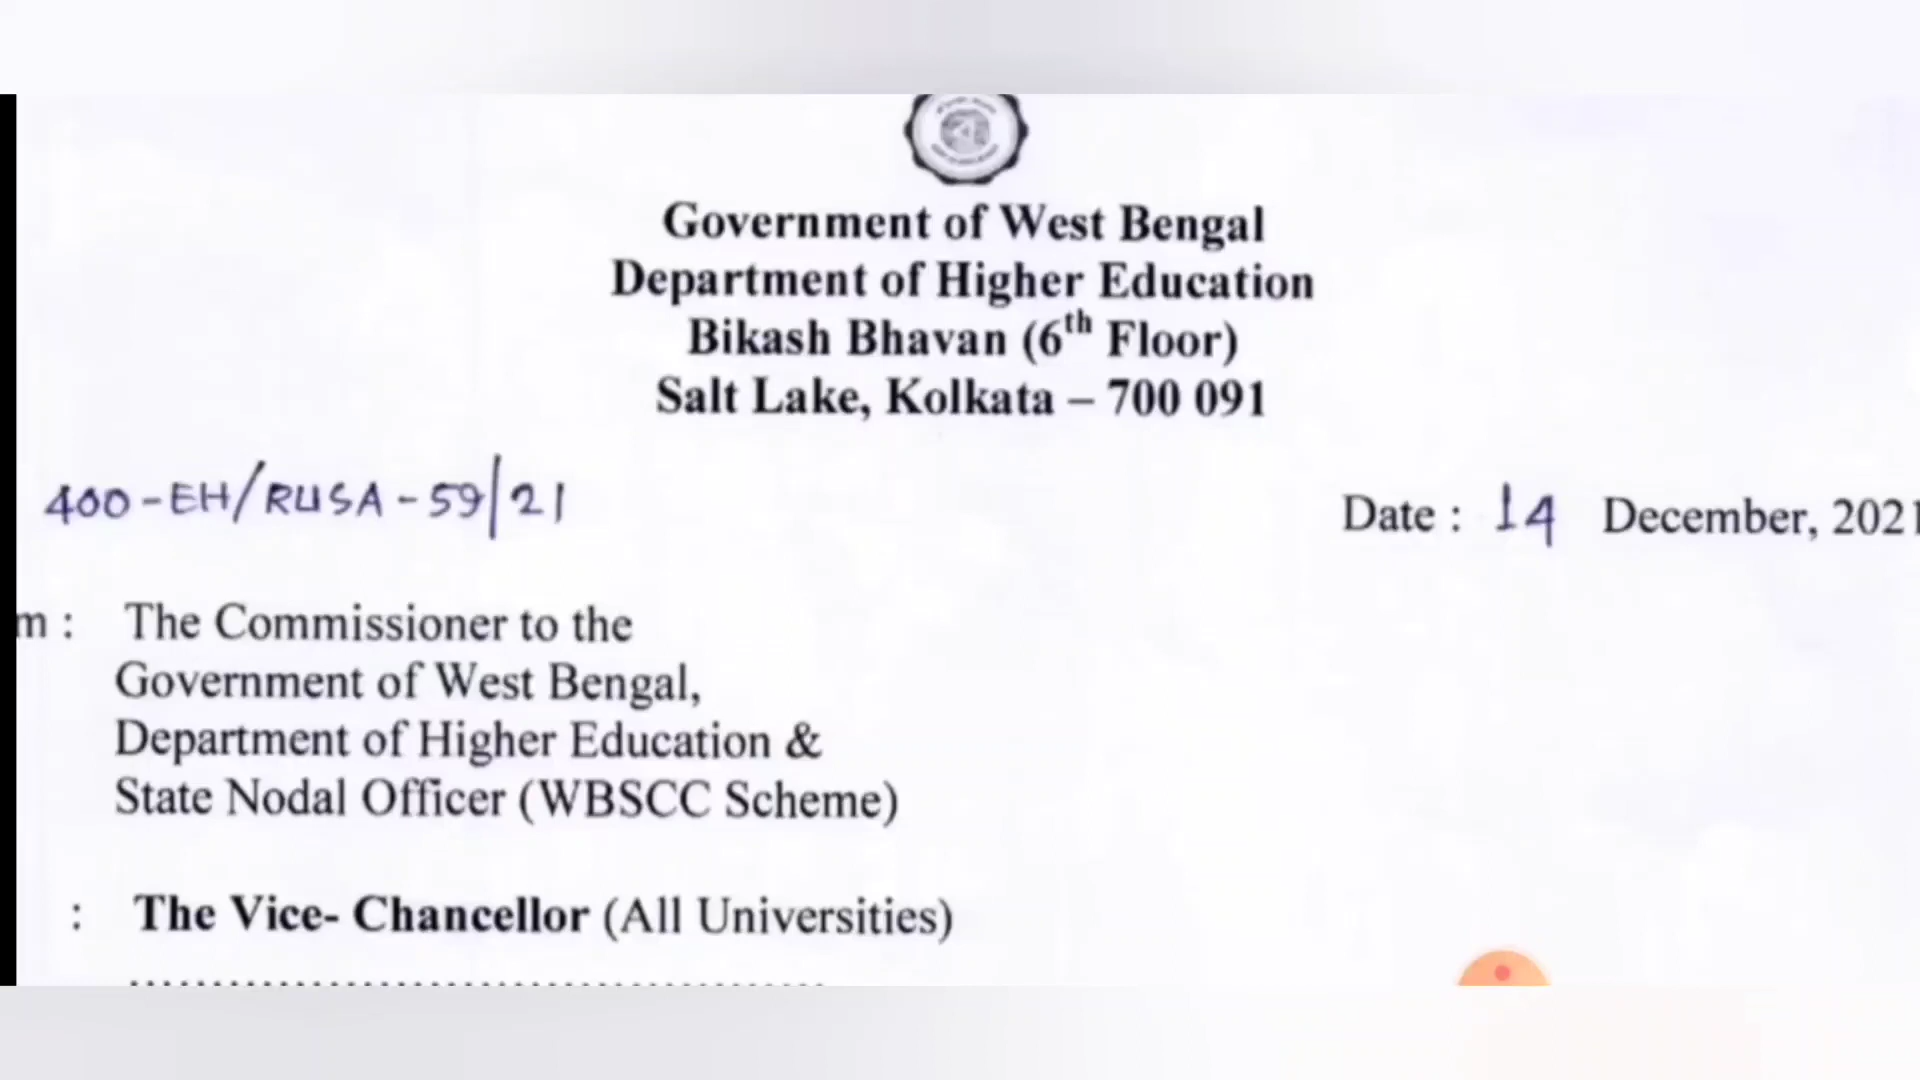 Government of West Bengal
Department of Higher Education
Bikash Bhavan (6th Floor)
Salt Lake, Kolkata – 700 091
400-EH/RUSA-59/21
Date : 14 December, 2021
m : The Commissioner to the
Government of West Bengal,
Department of Higher Education &
State Nodal Officer (WBSCC Scheme)
: The Vice- Chancellor (All Universities)